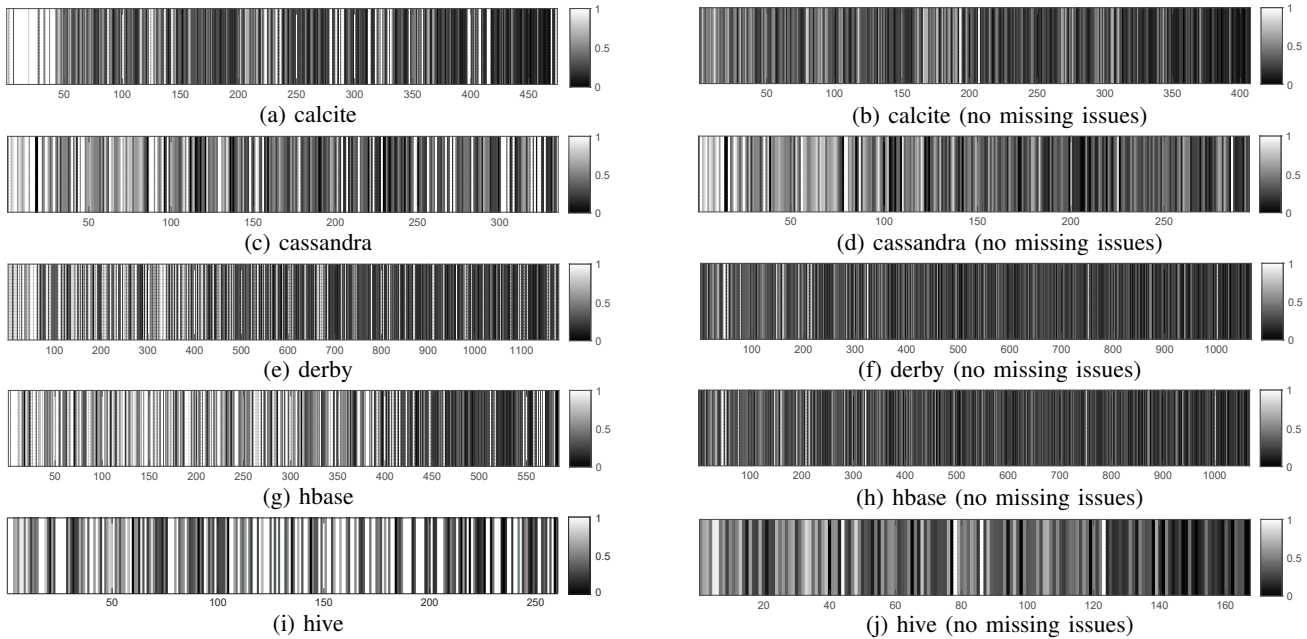 1
0.5
0
50 100 150 200 250 300 350 400 450
(a) calcite
1
0.5
0
50 100 150 200 250 300 350 400
(b) calcite (no missing issues)
1
0.5
0
50 100 150 200 250 300
(c) cassandra
1
0.5
0
50 100 150 200 250
(d) cassandra (no missing issues)
1
0.5
0
100 200 300 400 500 600 700 800 900 1000 1100
(e) derby
1
0.5
0
100 200 300 400 500 600 700 800 900 1000
(f) derby (no missing issues)
1
0.5
0
50 100 150 200 250 300 350 400 450 500 550
(g) hbase
1
0.5
0
100 200 300 400 500 600 700 800 900 1000
(h) hbase (no missing issues)
1
0.5
0
50 100 150 200 250
(i) hive
1
0.5
0
20 40 60 80 100 120 140 160
(j) hive (no missing issues)